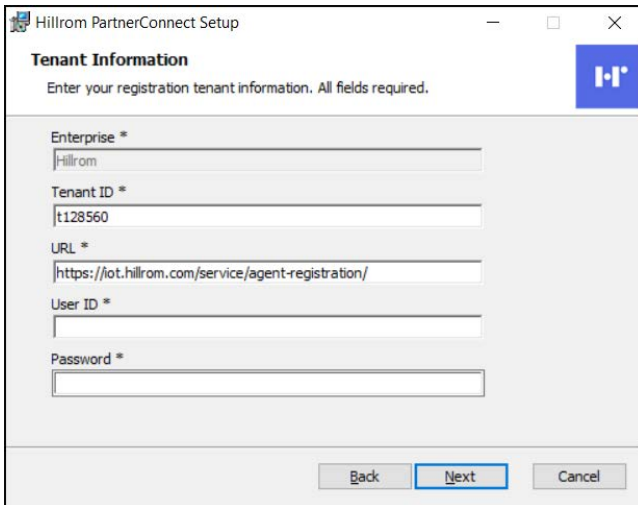 Hillrom PartnerConnect Setup
Tenant Information
Enter your registration tenant information. All fields required.
Enterprise *
Hillrom
Tenant ID *
t128560
URL *
https://iot.hillrom.com/service/agent-registration/
User ID *
Password *
Back Next Cancel